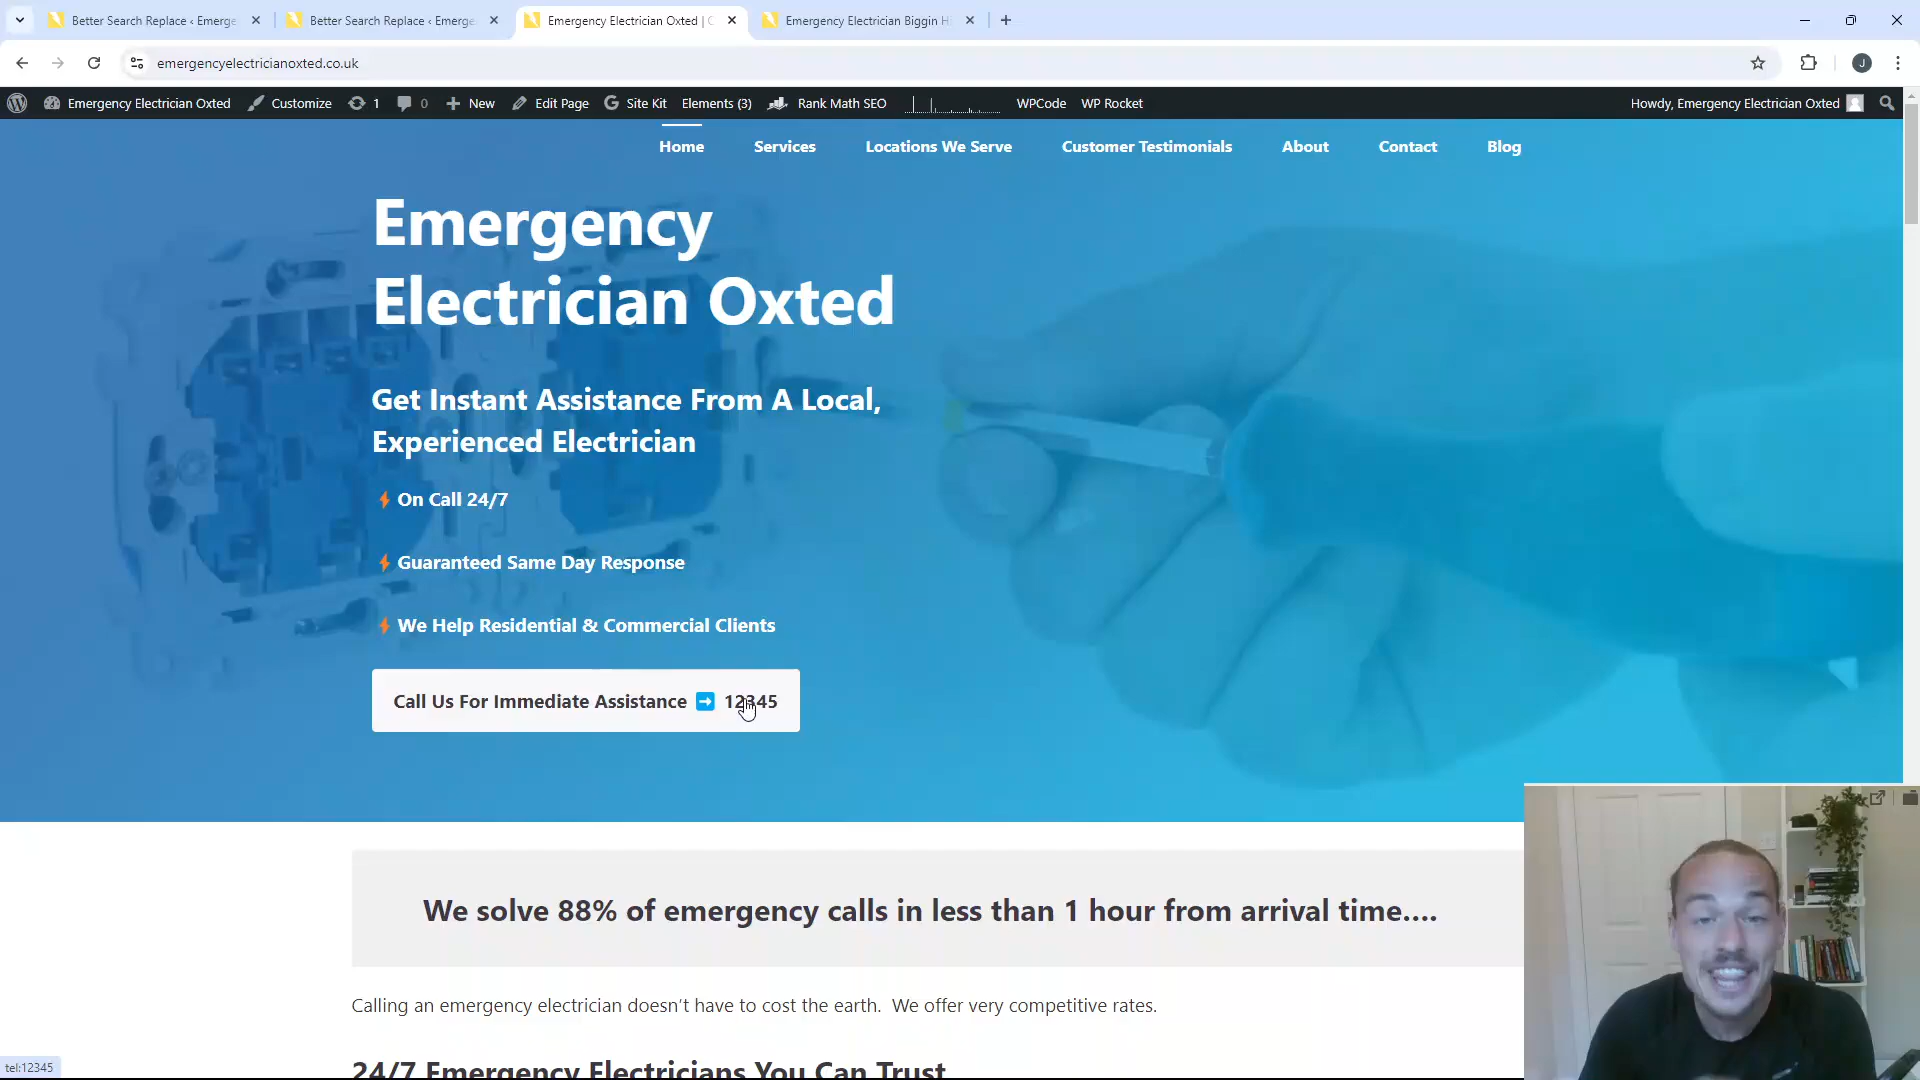 Better Search Replace ‹ Emerge
Better Search Replace ‹ Emerge
Emergency Electrician Oxted | C
Emergency Electrician Biggin H
emergencyelectricianoxted.co.uk
J
Emergency Electrician Oxted
Customize
1
0
New
Edit Page
Site Kit
Elements (3)
Rank Math SEO
WPCode
WP Rocket
Howdy, Emergency Electrician Oxted
Home
Services
Locations We Serve
Customer Testimonials
About
Contact
Blog
Emergency
Electrician Oxted
Get Instant Assistance From A Local,
Experienced Electrician
On Call 24/7
Guaranteed Same Day Response
We Help Residential & Commercial Clients
Call Us For Immediate Assistance ➡ 12345
We solve 88% of emergency calls in less than 1 hour from arrival time....
Calling an emergency electrician doesn’t have to cost the earth. We offer very competitive rates.
24/7 Emergency Electricians You Can Trust
tel:12345